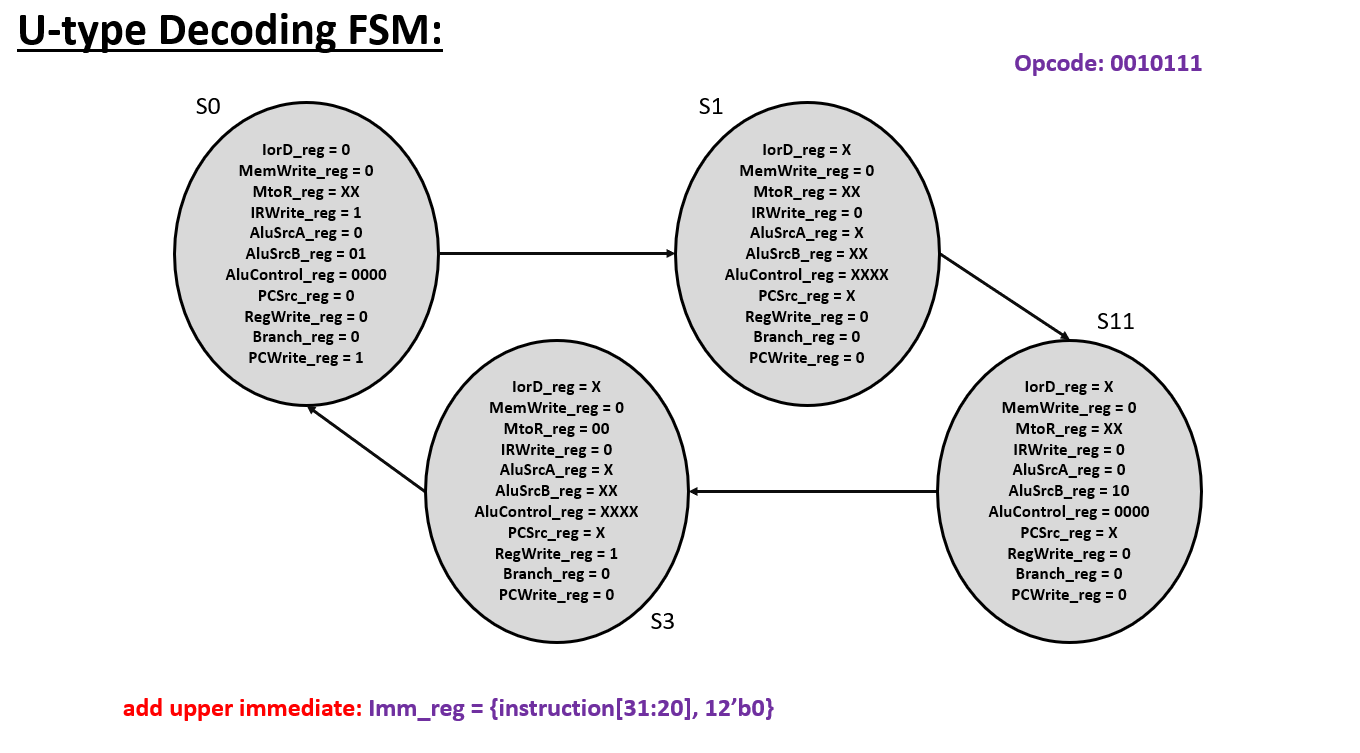 U-type Decoding FSM:
Opcode: 0010111
S0
IorD_reg = 0
MemWrite_reg = 0
MtoR_reg = XX
IRWrite_reg = 1
AluSrcA_reg = 0
AluSrcB_reg = 01
AluControl_reg = 0000
PCSrc_reg = 0
RegWrite_reg = 0
Branch_reg = 0
PCWrite_reg = 1
S1
IorD_reg = X
MemWrite_reg = 0
MtoR_reg = XX
IRWrite_reg = 0
AluSrcA_reg = X
AluSrcB_reg = XX
AluControl_reg = XXXX
PCSrc_reg = X
RegWrite_reg = 0
Branch_reg = 0
PCWrite_reg = 0
S11
IorD_reg = X
MemWrite_reg = 0
MtoR_reg = XX
IRWrite_reg = 0
AluSrcA_reg = 0
AluSrcB_reg = 10
AluControl_reg = 0000
PCSrc_reg = X
RegWrite_reg = 0
Branch_reg = 0
PCWrite_reg = 0
IorD_reg = X
MemWrite_reg = 0
MtoR_reg = 00
IRWrite_reg = 0
AluSrcA_reg = X
AluSrcB_reg = XX
AluControl_reg = XXXX
PCSrc_reg = X
RegWrite_reg = 1
Branch_reg = 0
PCWrite_reg = 0
S3
add upper immediate: Imm_reg = {instruction[31:20], 12’b0}